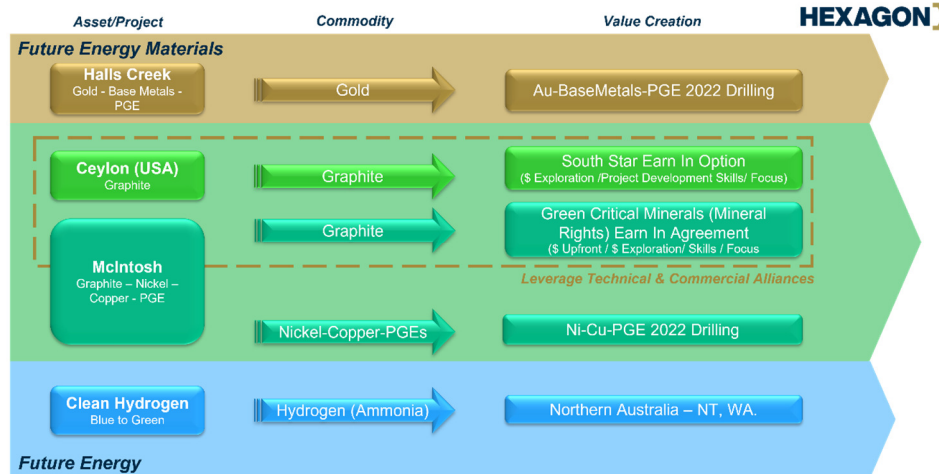 Asset/Project
Commodity
Value Creation
HEXAGON
Future Energy Materials
Halls Creek
Gold - Base Metals -
PGE
Gold
Au-BaseMetals-PGE 2022 Drilling
Ceylon (USA)
Graphite
Graphite
South Star Earn In Option
($ Exploration /Project Development Skills/ Focus)
McIntosh
Graphite – Nickel –
Copper - PGE
Graphite
Green Critical Minerals (Mineral
Rights) Earn In Agreement
($ Upfront / $ Exploration/ Skills / Focus
Leverage Technical & Commercial Alliances
Nickel-Copper-PGEs
Ni-Cu-PGE 2022 Drilling
Clean Hydrogen
Blue to Green
Hydrogen (Ammonia)
Northern Australia – NT, WA.
Future Energy